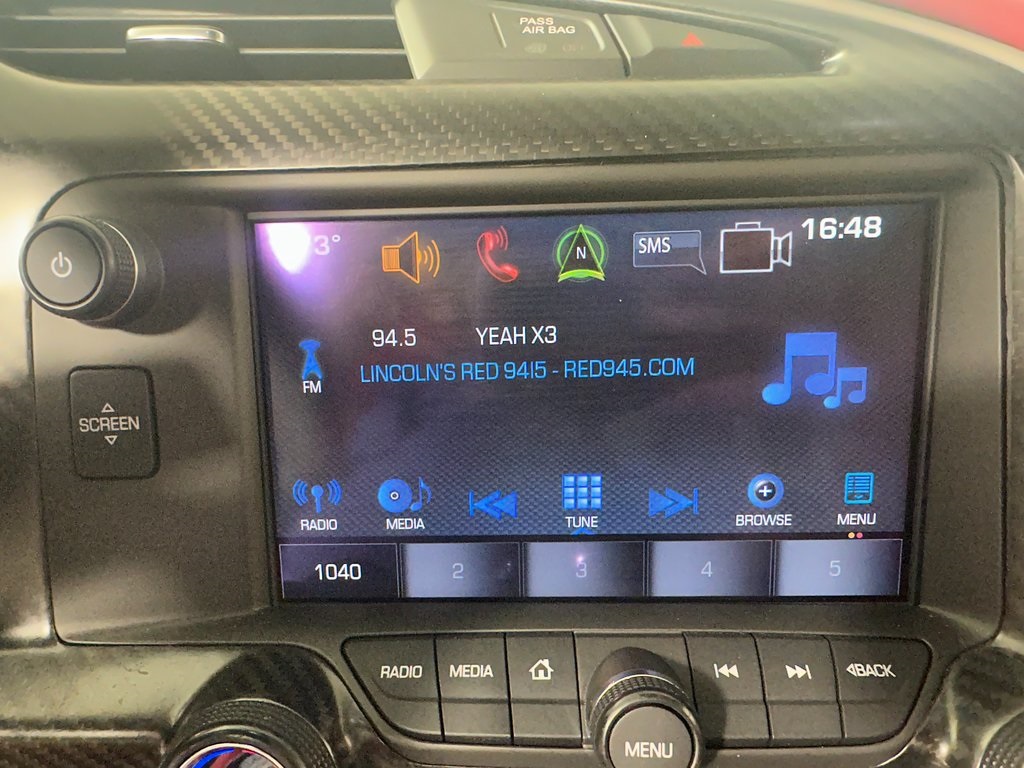 PASS
AIR BAG
3°
N
SMS
16:48
94.5 YEAH X3
LINCOLN'S RED 94I5 - RED945.COM
FM
SCREEN
RADIO MEDIA TUNE BROWSE MENU
1040 2 3 4 5
RADIO MEDIA BACK
MENU